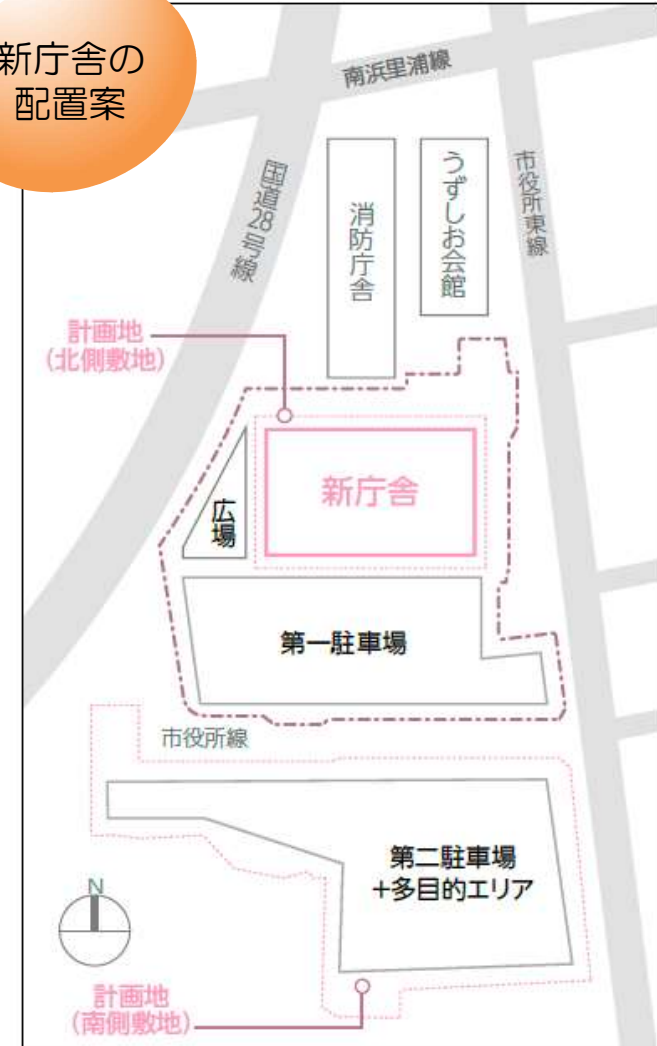 新庁舎の
配置案
南浜里浦線
国道28号線
消防庁舎
うずしお会館
市役所東線
計画地
(北側敷地)
新庁舎
広場
第一駐車場
市役所線
第二駐車場
+多目的エリア
N
計画地
(南側敷地)